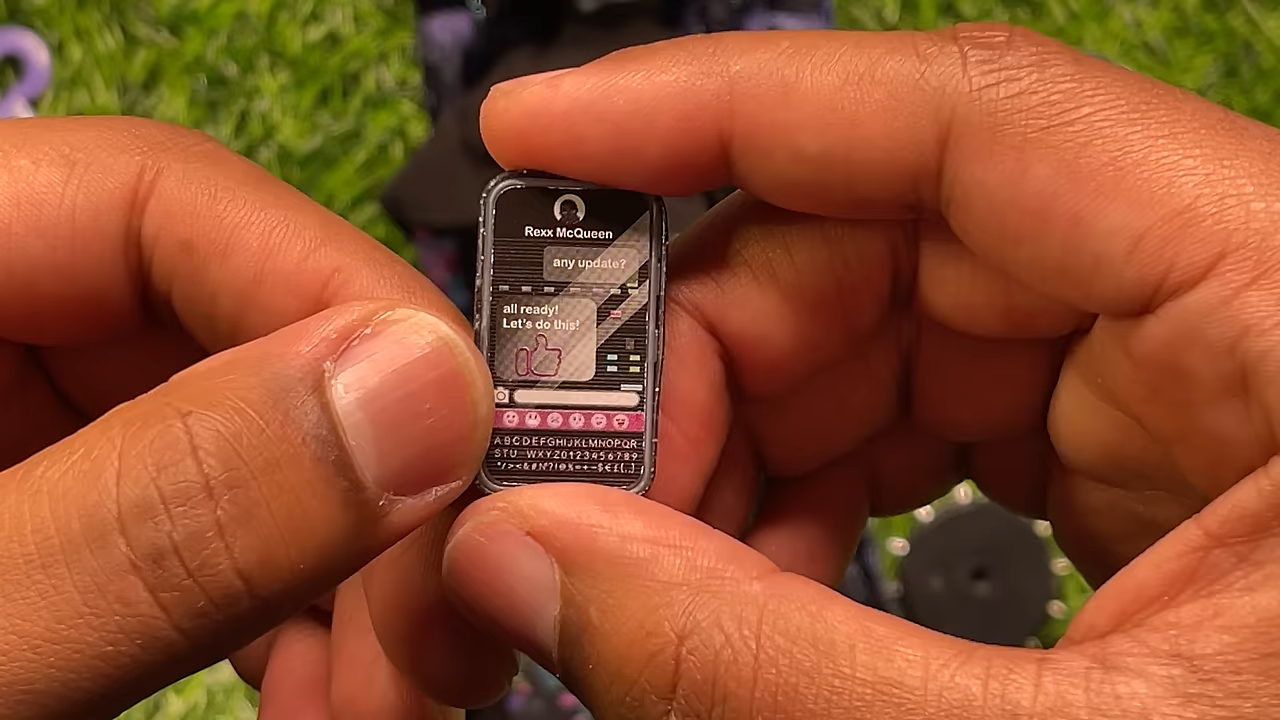 Rexx McQueen
any update?
all ready!
Let's do this!
ABCDEFGHIJKLMNOPQR
STU WXYZ0123456789